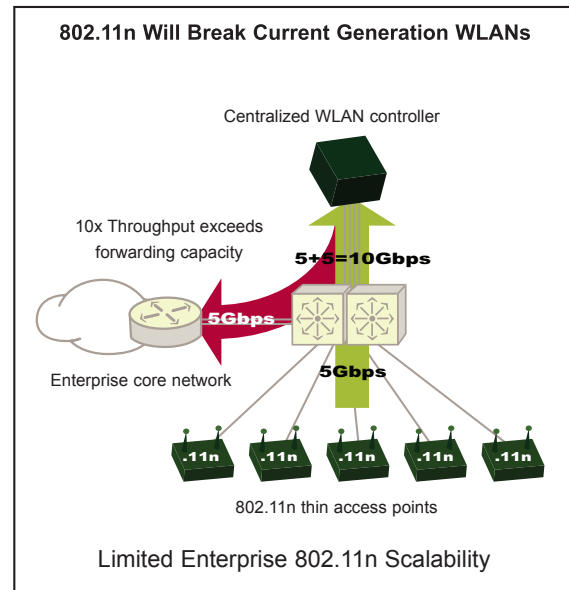 802.11n Will Break Current Generation WLANs
Centralized WLAN controller
10x Throughput exceeds
forwarding capacity
5+5=10Gbps
5Gbps
Enterprise core network
5Gbps
.11n .11n .11n .11n .11n
802.11n thin access points
Limited Enterprise 802.11n Scalability